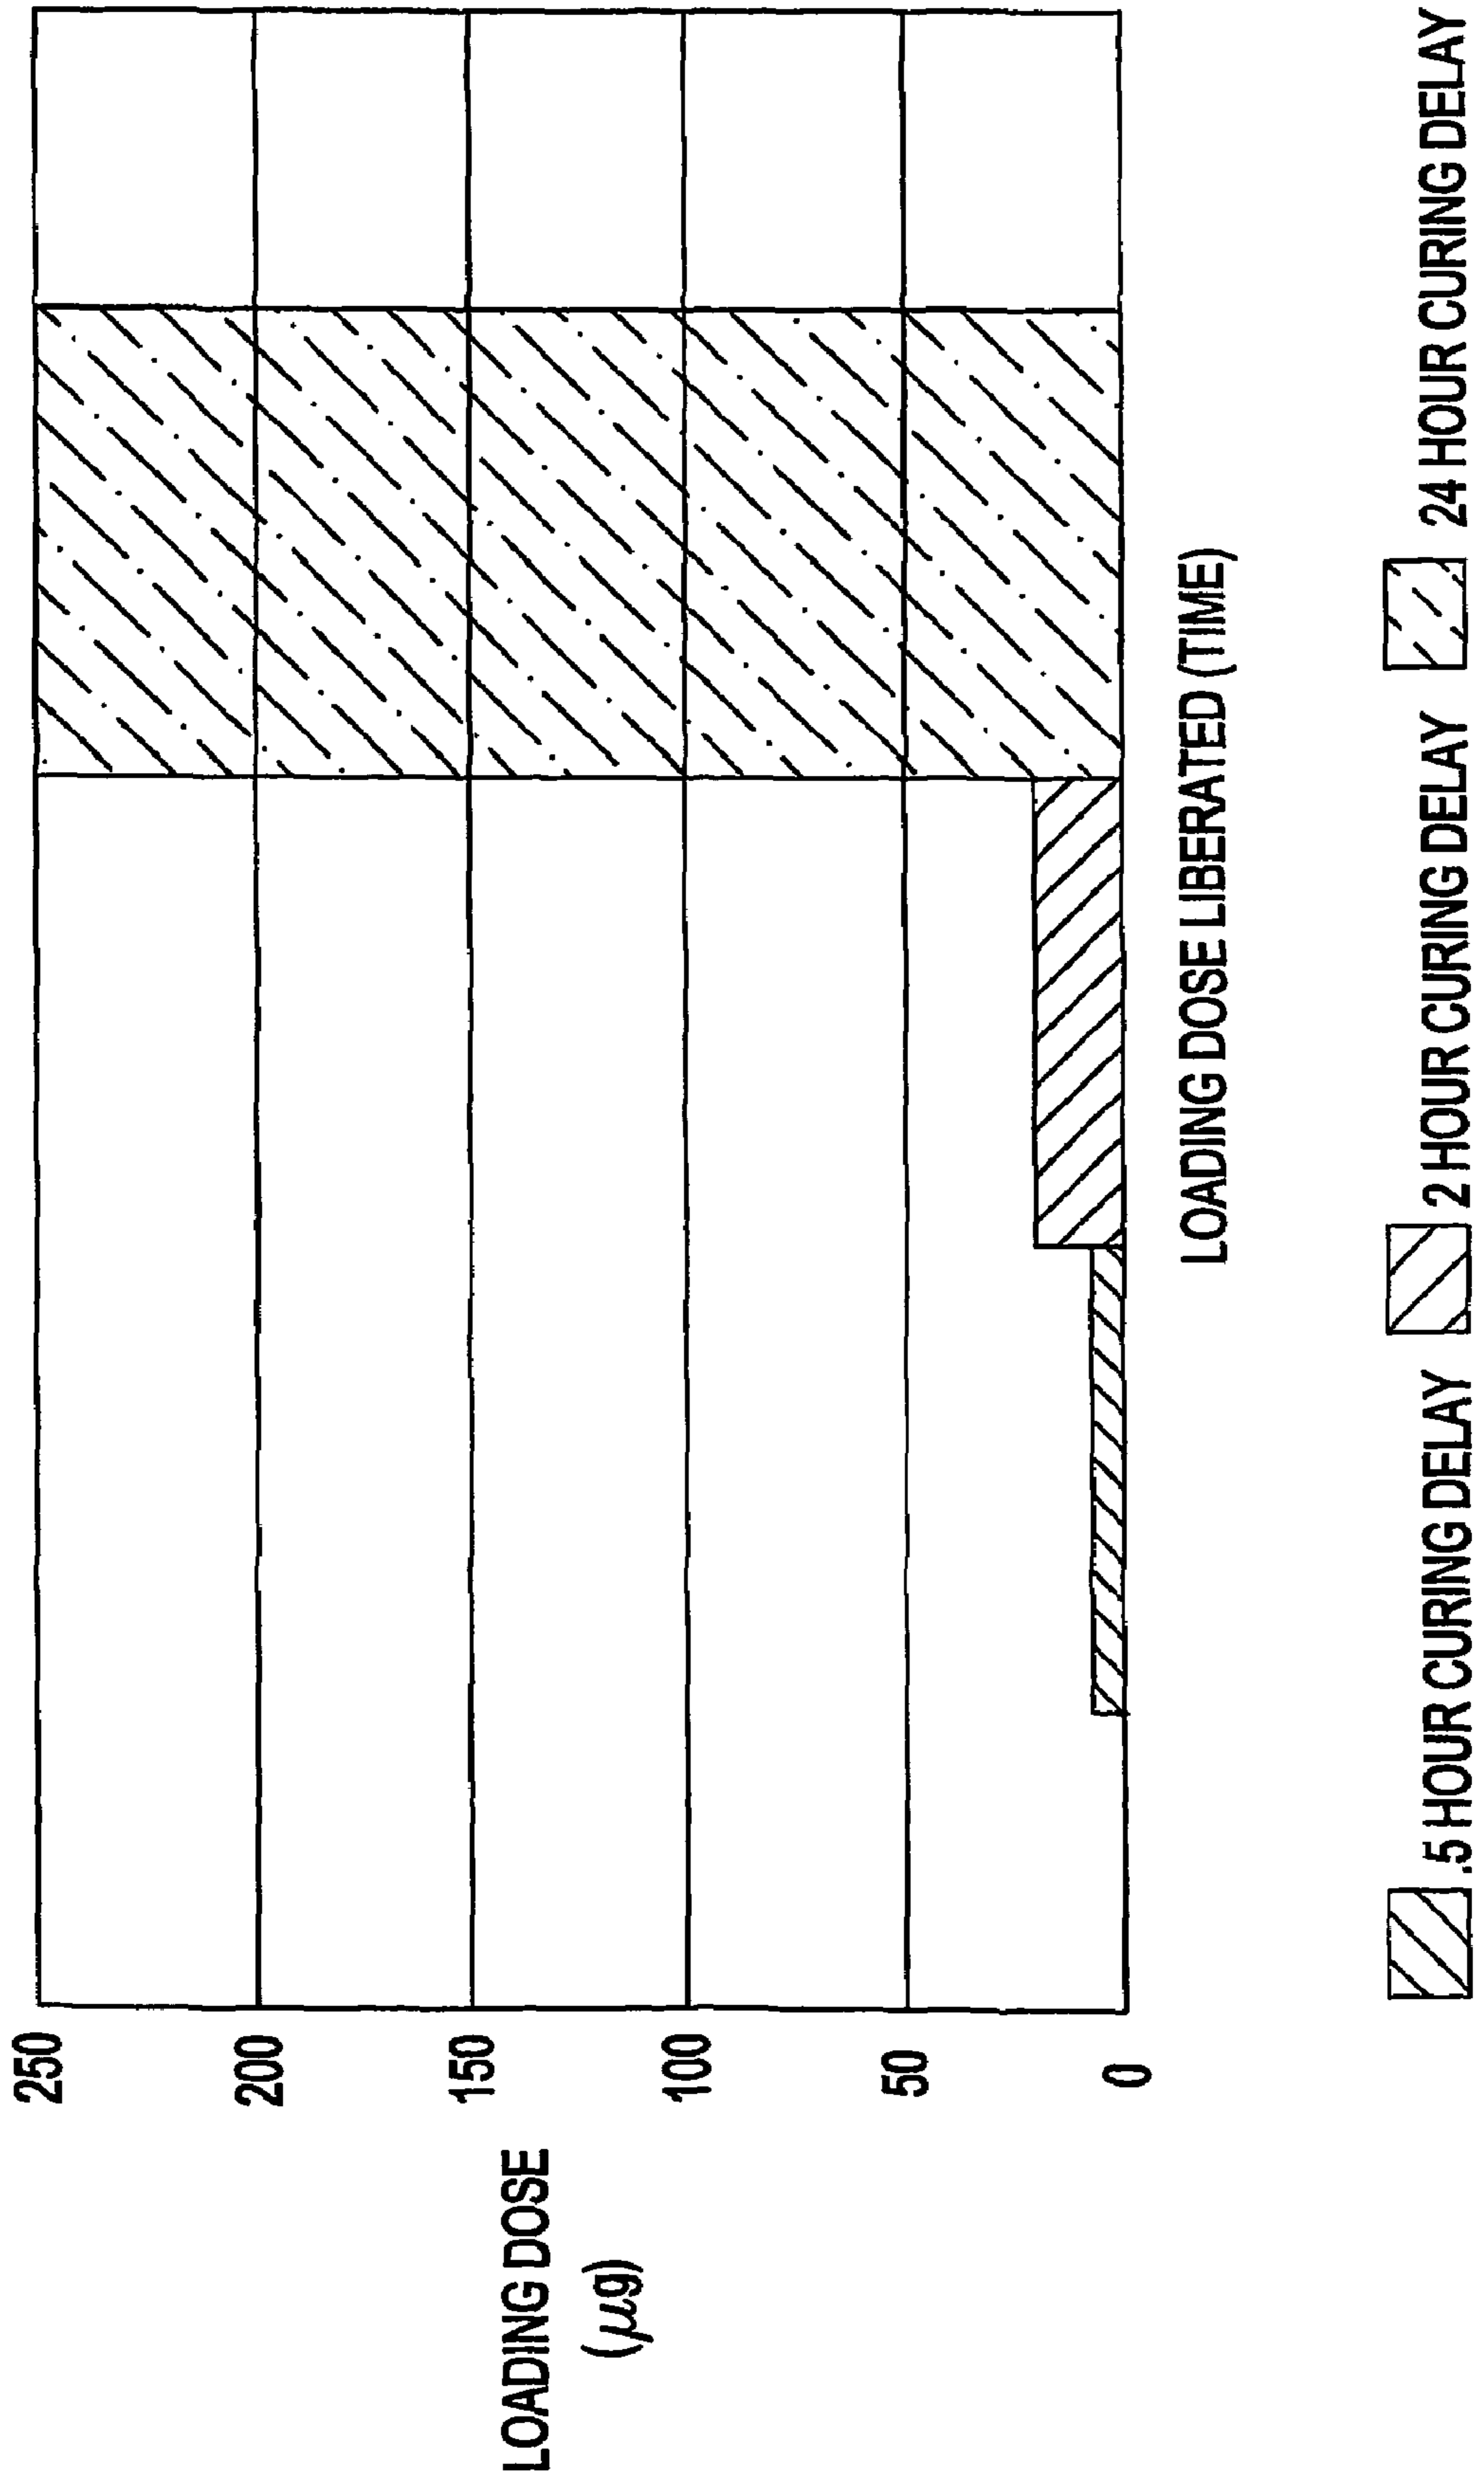 250
200
150
100
50
0
LOADING DOSE
(μg)
LOADING DOSE LIBERATED (TIME)
.5 HOUR CURING DELAY
2 HOUR CURING DELAY
24 HOUR CURING DELAY